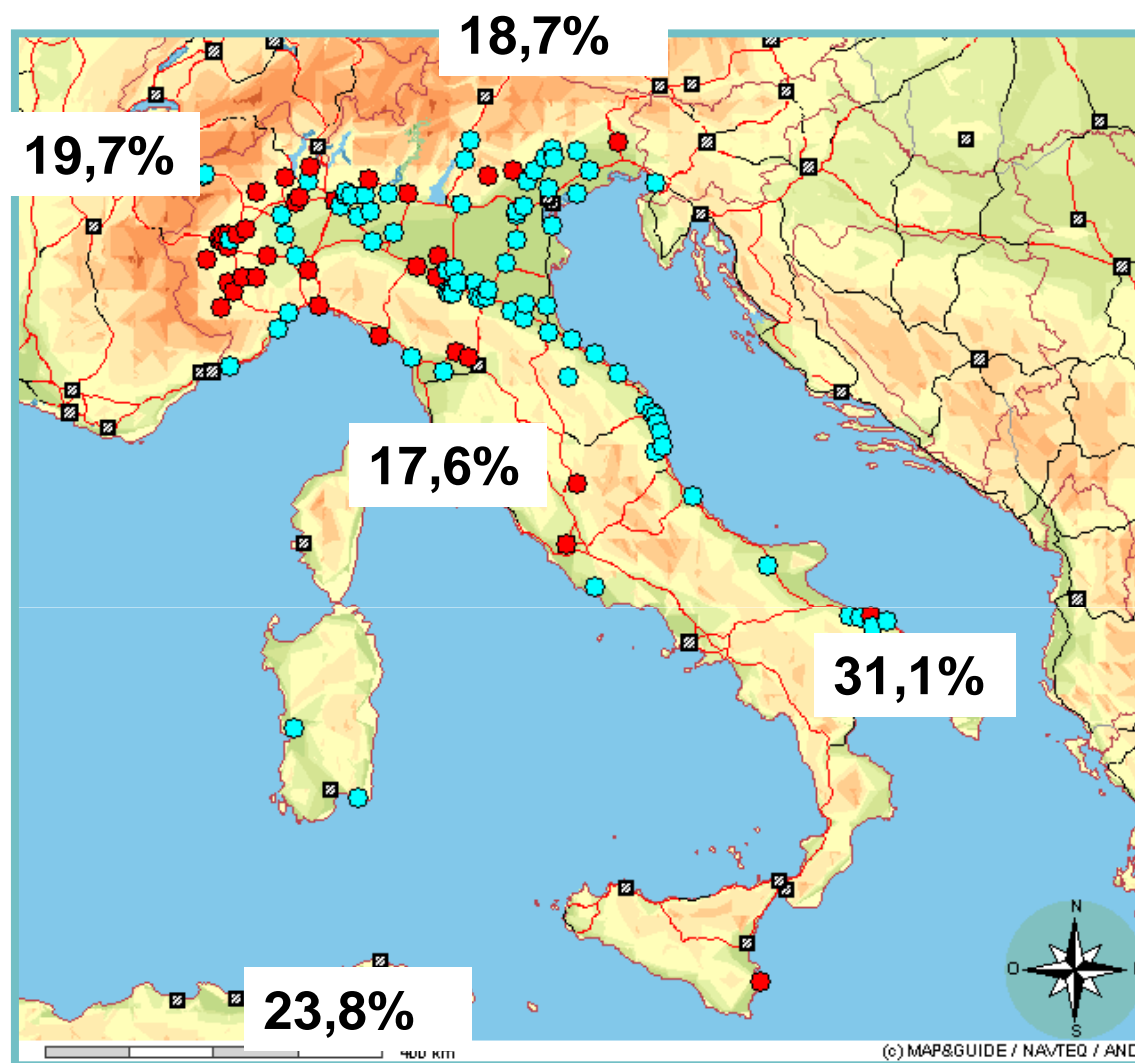 18,7%
19,7%
17,6%
31,1%
N
O
S
23,8%
400 km
(c) MAP&GUIDE / NAVTEQ / AND